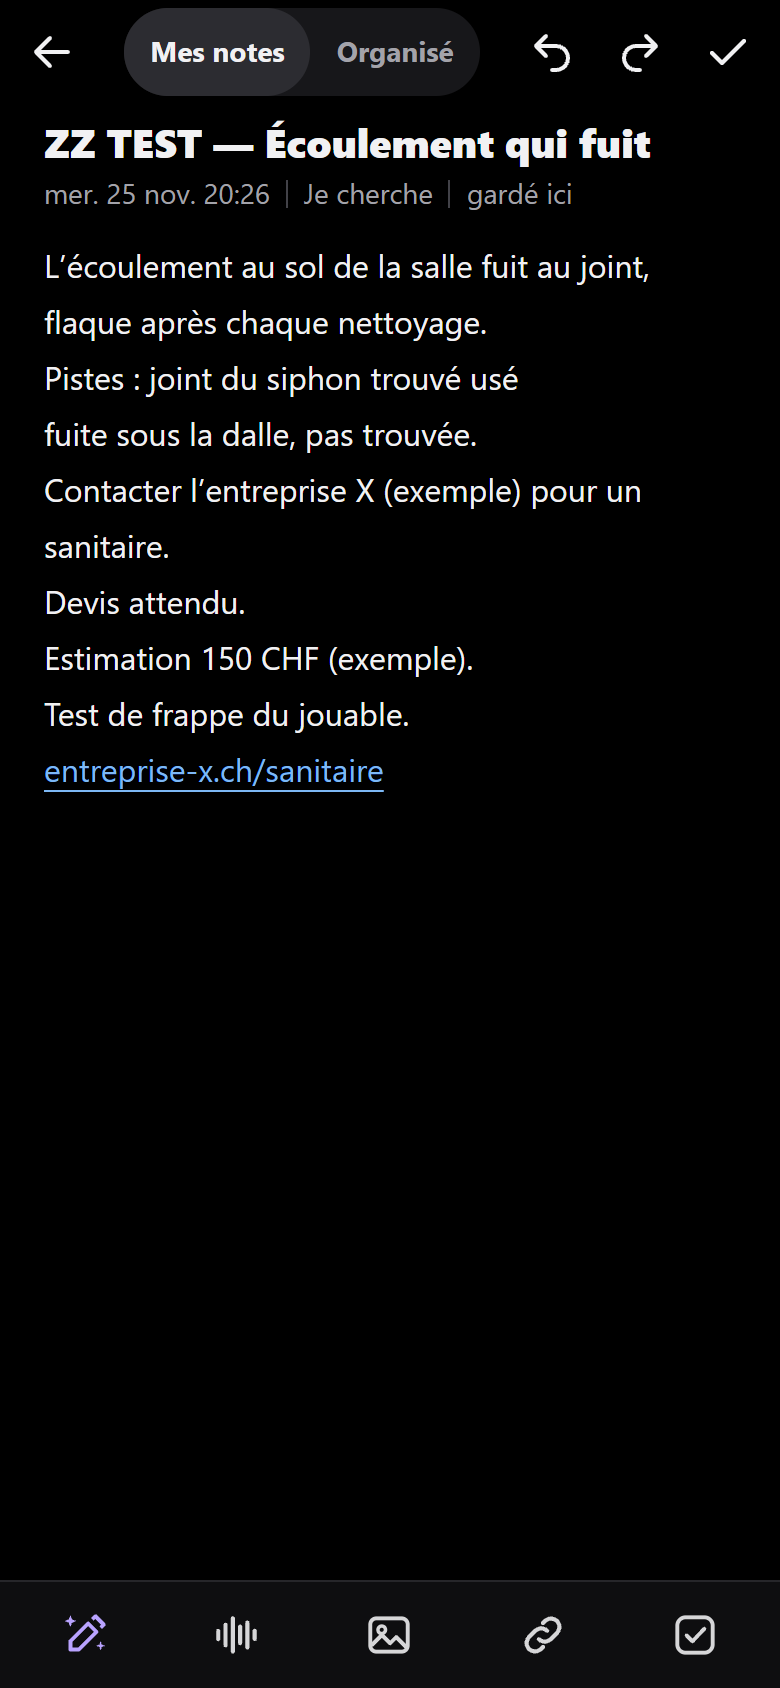 Mes notes Organisé
ZZ TEST — Écoulement qui fuit
mer. 25 nov. 20:26 | Je cherche | gardé ici
L’écoulement au sol de la salle fuit au joint,
flaque après chaque nettoyage.
Pistes : joint du siphon trouvé usé
fuite sous la dalle, pas trouvée.
Contacter l’entreprise X (exemple) pour un
sanitaire.
Devis attendu.
Estimation 150 CHF (exemple).
Test de frappe du jouable.
entreprise-x.ch/sanitaire